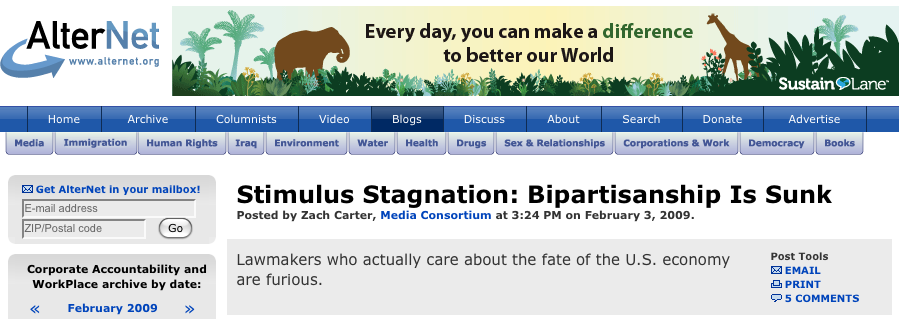 AlterNet
www.alternet.org
Every day, you can make a difference
to better our World
SustainLane
Home Archive Columnists Video Blogs Discuss About Search Donate Advertise
Media Immigration Human Rights Iraq Environment Water Health Drugs Sex & Relationships Corporations & Work Democracy Books
Get AlterNet in your mailbox!
E-mail address
ZIP/Postal code Go
Corporate Accountability and
WorkPlace archive by date:
« February 2009 »
Stimulus Stagnation: Bipartisanship Is Sunk
Posted by Zach Carter, Media Consortium at 3:24 PM on February 3, 2009.
Lawmakers who actually care about the fate of the U.S. economy
are furious.
Post Tools
EMAIL
PRINT
5 COMMENTS